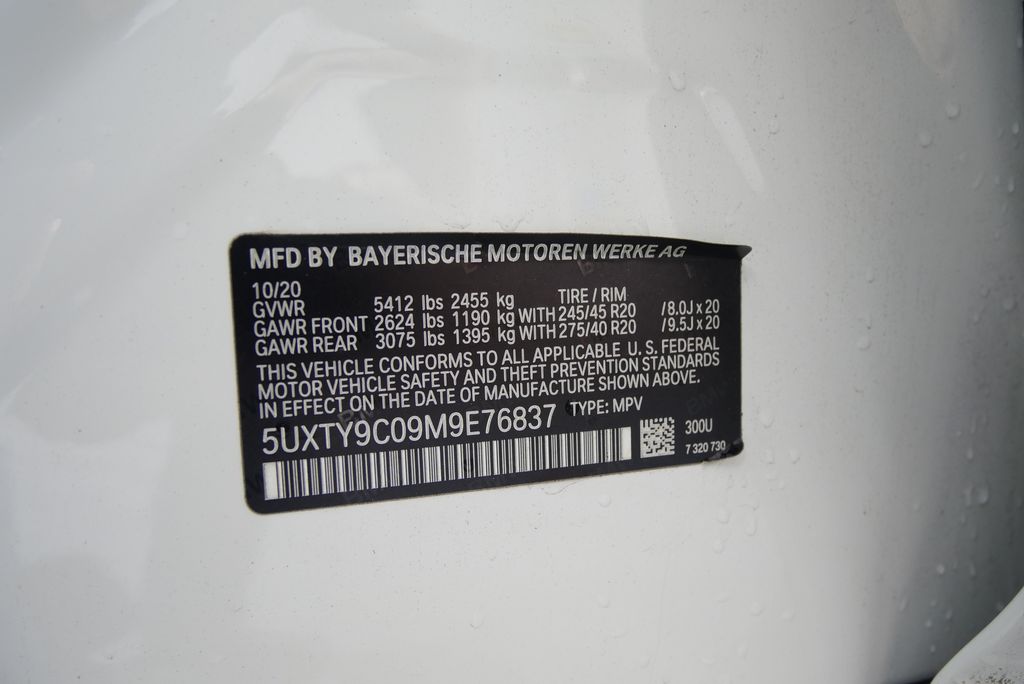 MFD BY BAYERISCHE MOTOREN WERKE AG
10/20
GVWR 5412 lbs 2455 kg TIRE / RIM
GAWR FRONT 2624 lbs 1190 kg WITH 245/45 R20 /8.0J x 20
GAWR REAR 3075 lbs 1395 kg WITH 275/40 R20 /9.5J x 20
THIS VEHICLE CONFORMS TO ALL APPLICABLE U. S. FEDERAL
MOTOR VEHICLE SAFETY AND THEFT PREVENTION STANDARDS
IN EFFECT ON THE DATE OF MANUFACTURE SHOWN ABOVE.
5UXTY9C09M9E76837 TYPE: MPV
300U
7 320 730